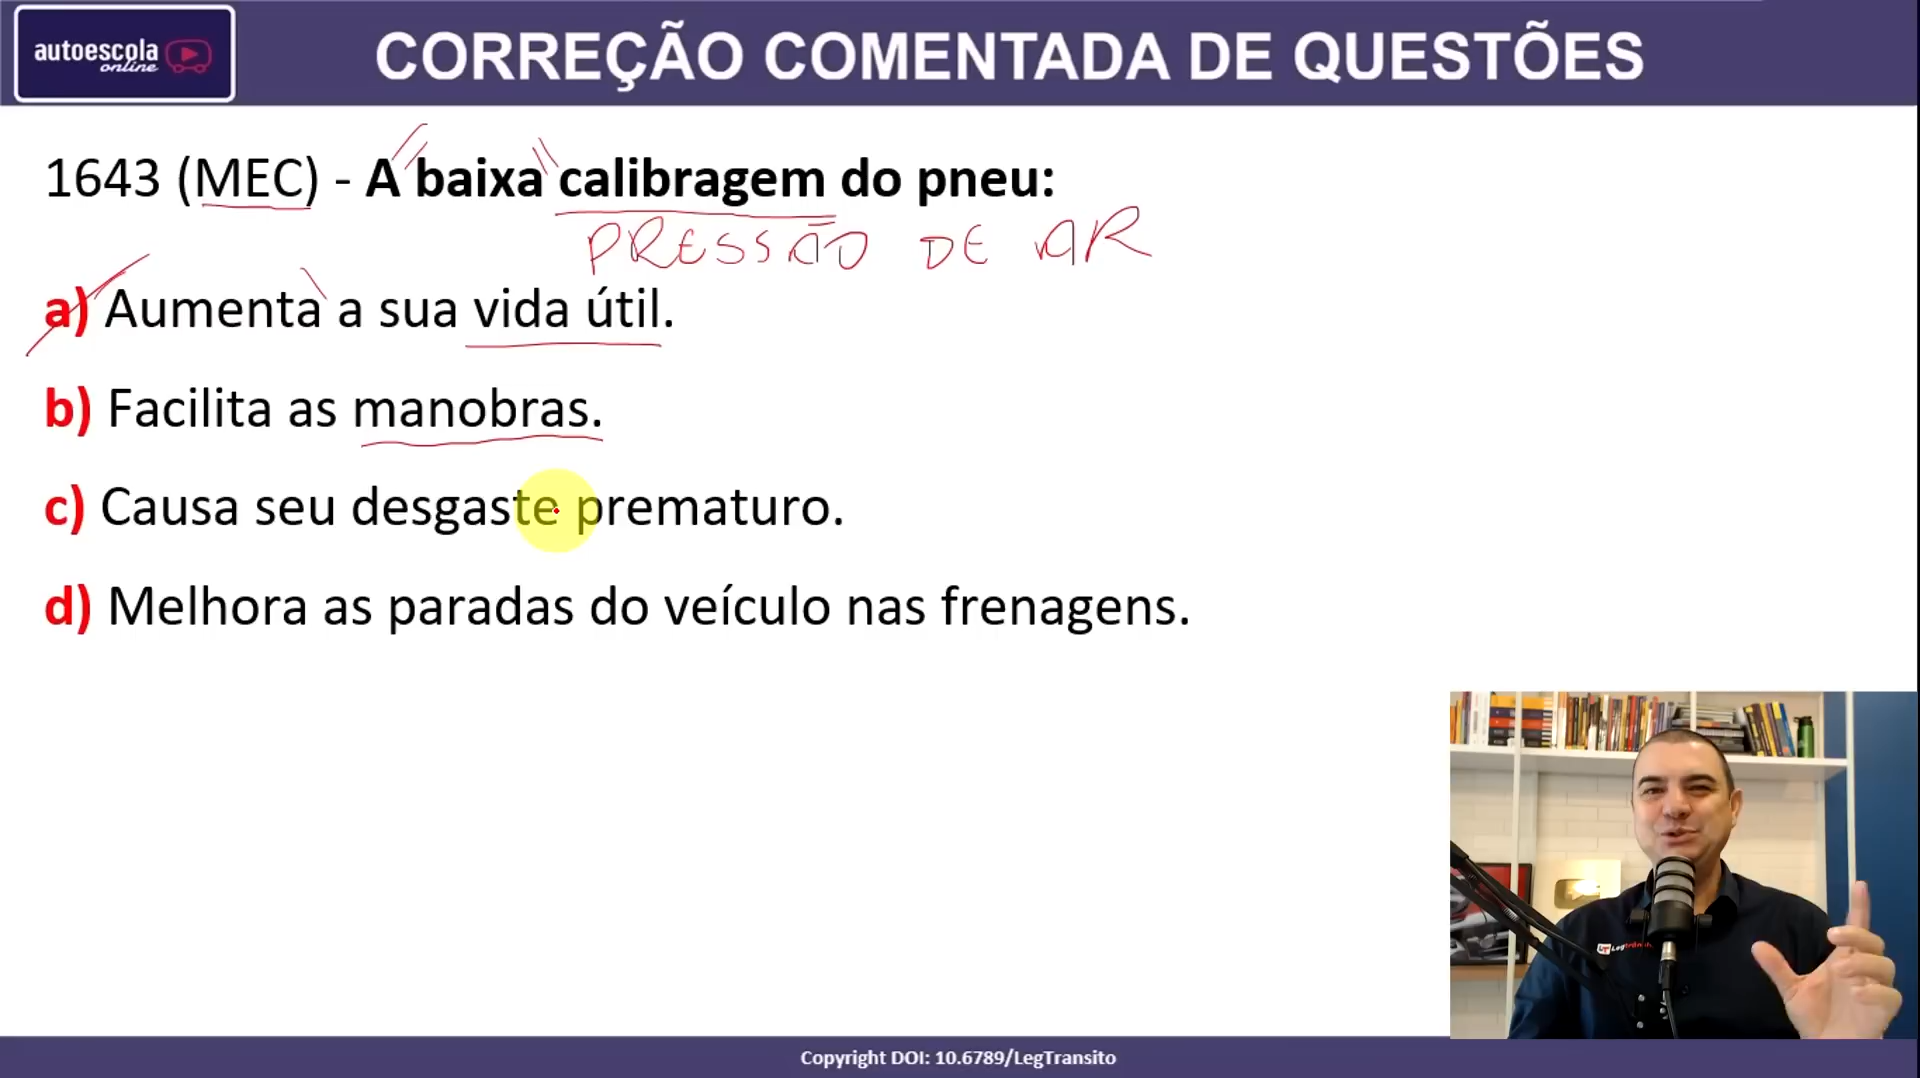 autoescola
online
CORREÇÃO COMENTADA DE QUESTÕES
1643 (MEC) - A baixa calibragem do pneu:
PRESSÃO DE AR
a) Aumenta a sua vida útil.
b) Facilita as manobras.
c) Causa seu desgaste prematuro.
d) Melhora as paradas do veículo nas frenagens.
Copyright DOI: 10.6789/LegTransito